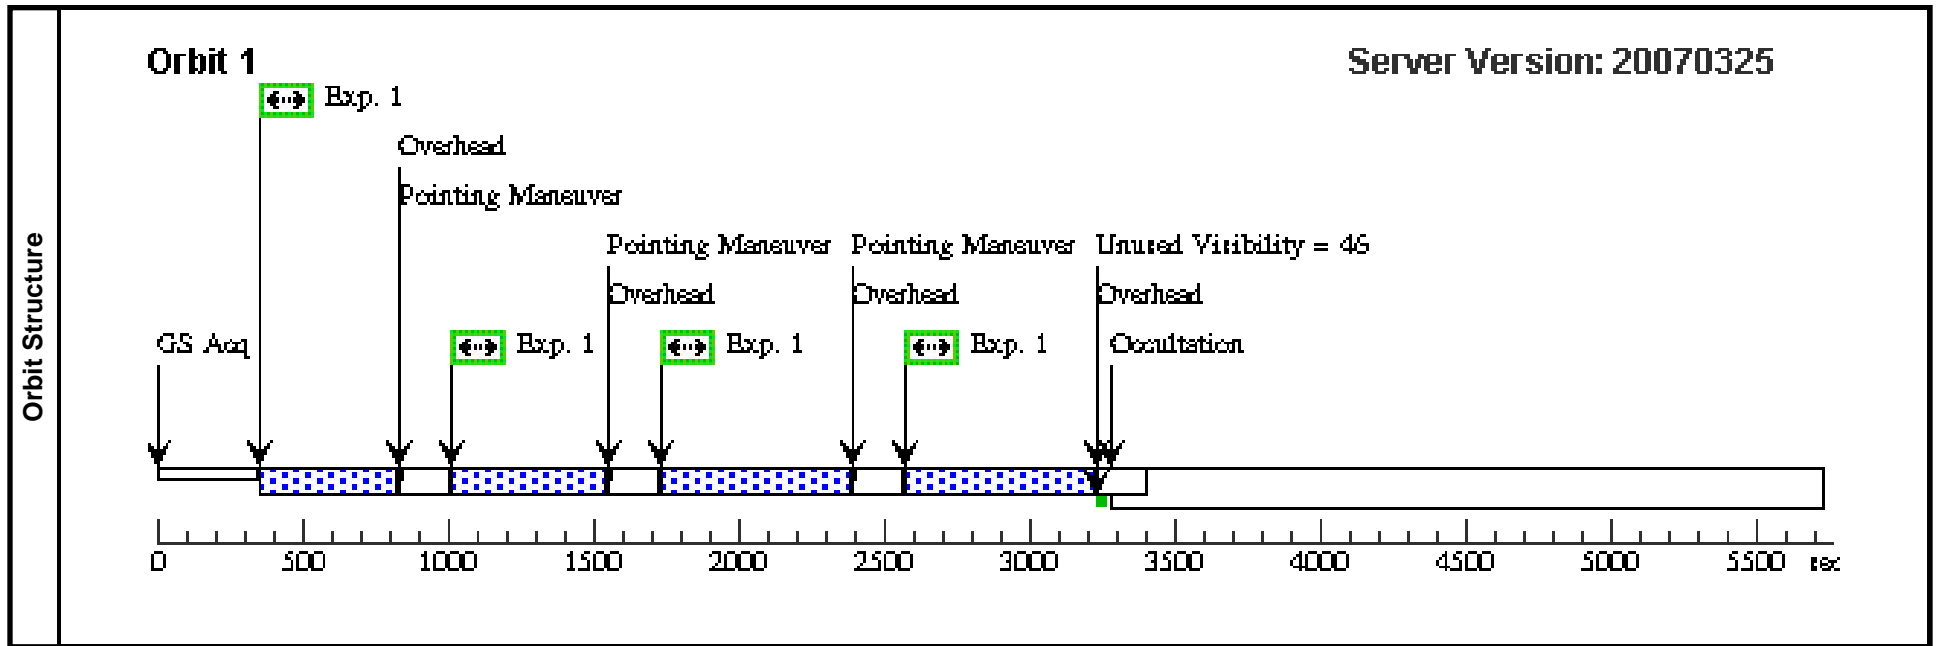 Orbit Structure
Orbit 1
Server Version: 20070325
Exp. 1
Overhead
Pointing Maneuver
Pointing Maneuver
Pointing Maneuver
Unused Visibility = 46
Overhead
Overhead
Overhead
GS Acq
Exp. 1
Exp. 1
Exp. 1
Occultation
0
500
1000
1500
2000
2500
3000
3500
4000
4500
5000
5500
sec